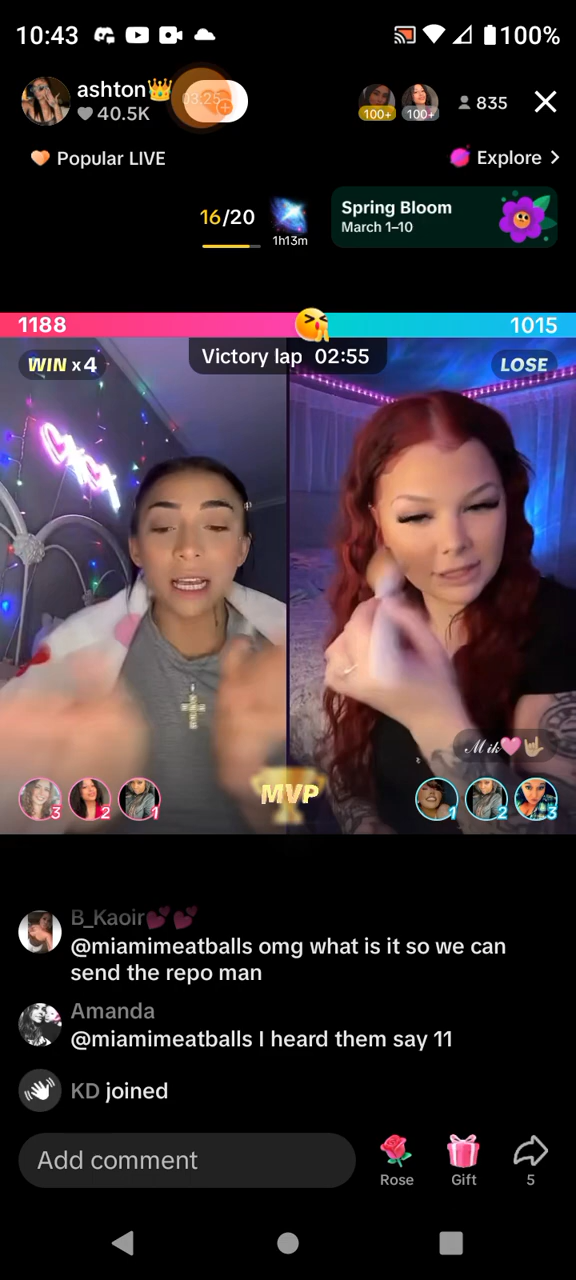 10:43
100%
ashton👑
40.5K
03:25
100+
100+
835
Popular LIVE
Explore >
16/20
1h13m
Spring Bloom
March 1–10
1188
1015
WIN x4
Victory lap 02:55
LOSE
Mik🩷🤟🏼
MVP
3
2
1
1
2
3
B_Kaoir💕💕
@miamimeatballs omg what is it so we can
send the repo man
Amanda
@miamimeatballs I heard them say 11
KD joined
Add comment
Rose
Gift
5